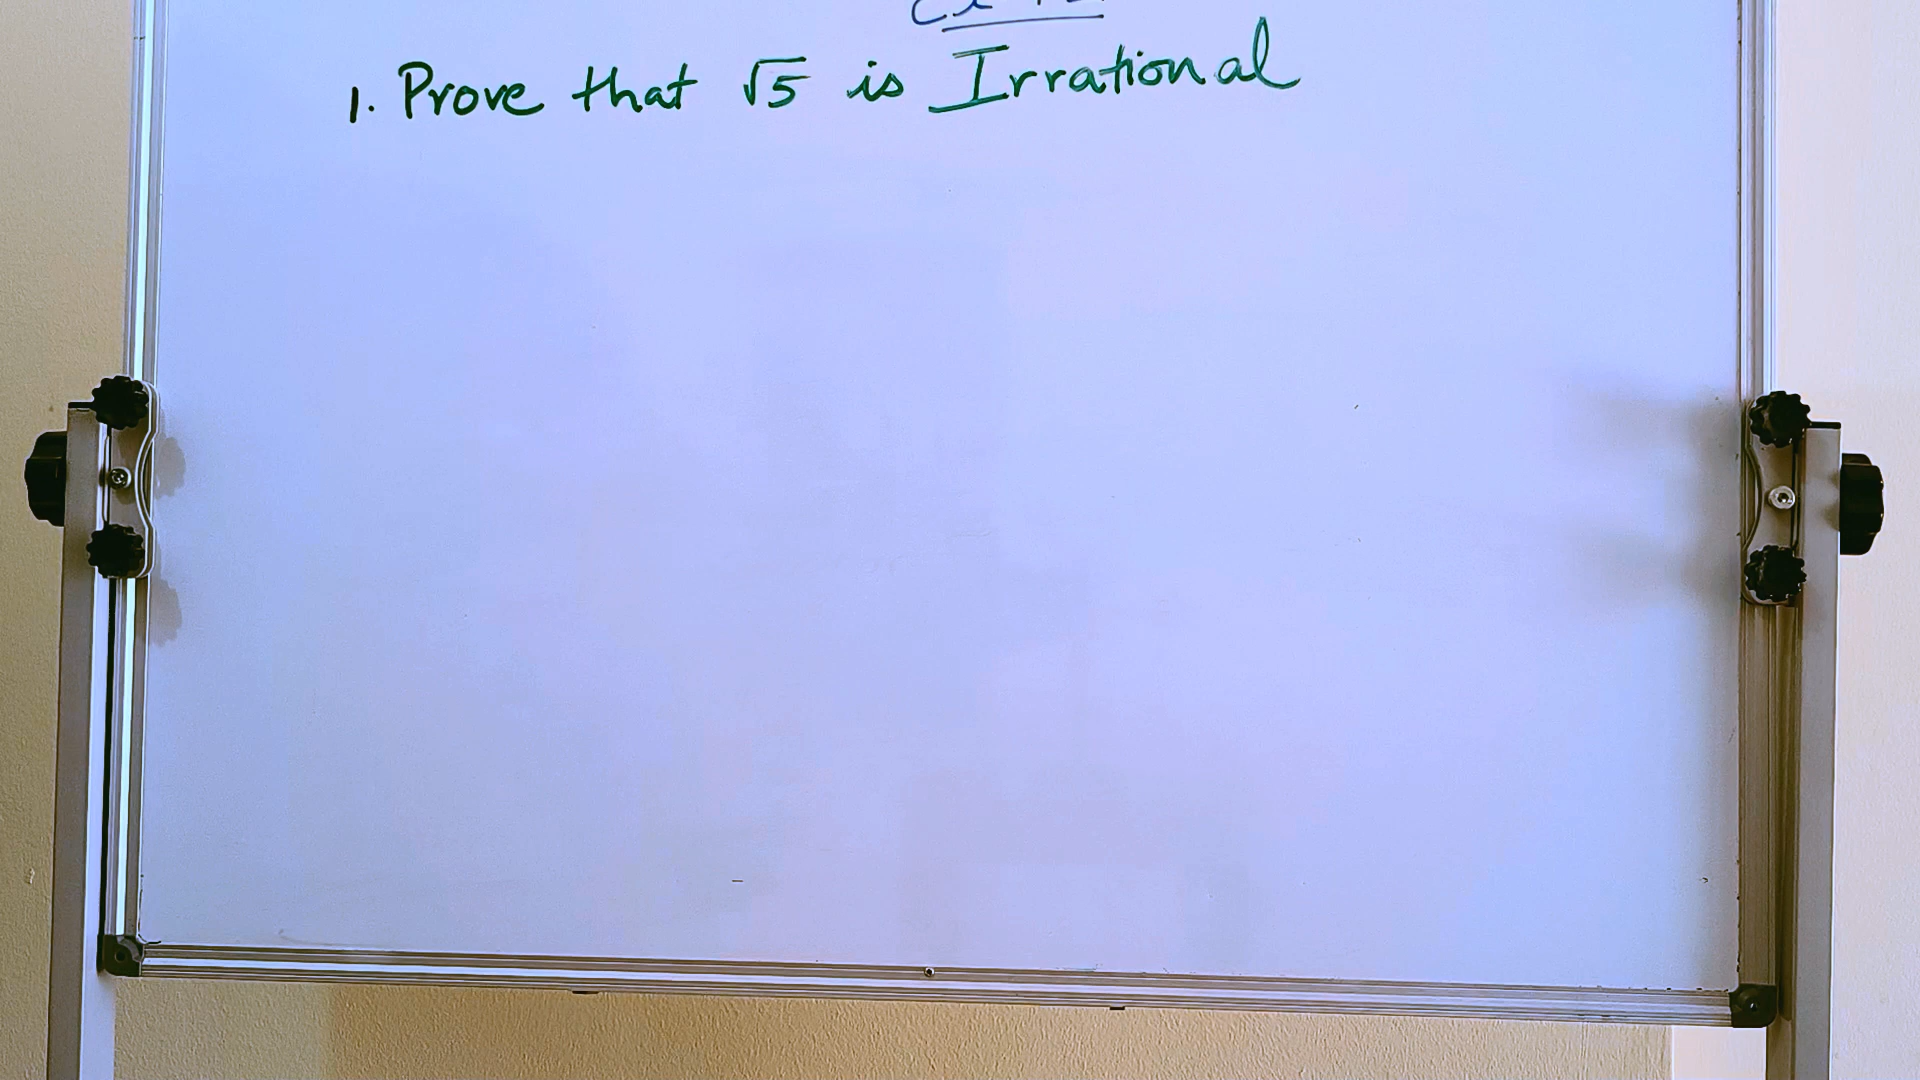 1. Prove that √5 is Irrational